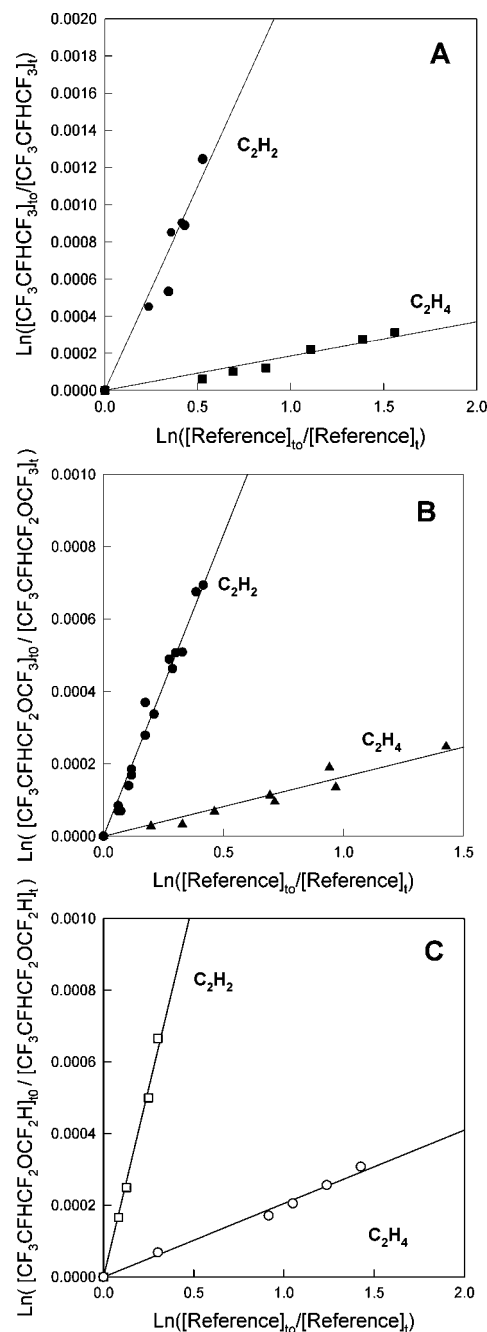 A
Ln([CF₃CFHCF₃]ₜₒ/[CF₃CFHCF₃]ₜ)
0.0020
0.0018
0.0016
0.0014
0.0012
0.0010
0.0008
0.0006
0.0004
0.0002
0.0000
C₂H₂
C₂H₄
0.0 0.5 1.0 1.5 2.0
Ln([Reference]ₜₒ/[Reference]ₜ)
B
Ln( [CF₃CFHCF₂OCF₃]ₜ₀ / [CF₃CFHCF₂OCF₃]ₜ)
0.0010
0.0008
0.0006
0.0004
0.0002
0.0000
C₂H₂
C₂H₄
0.0 0.5 1.0 1.5
Ln([Reference]ₜₒ/[Reference]ₜ)
C
Ln( [CF₃CFHCF₂OCF₂H]ₜ₀ / [CF₃CFHCF₂OCF₂H]ₜ)
0.0010
0.0008
0.0006
0.0004
0.0002
0.0000
C₂H₂
C₂H₄
0.0 0.5 1.0 1.5 2.0
Ln([Reference]ₜₒ/[Reference]ₜ)